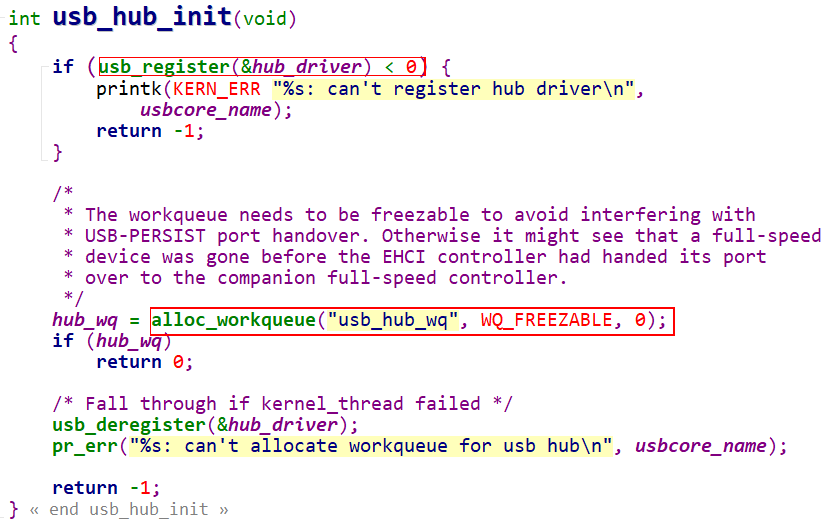 int usb_hub_init(void)
{
    if (usb_register(&hub_driver) < 0) {
        printk(KERN_ERR "%s: can't register hub driver\n",
            usbcore_name);
        return -1;
    }
    /*
     * The workqueue needs to be freezable to avoid interfering with
     * USB-PERSIST port handover. Otherwise it might see that a full-speed
     * device was gone before the EHCI controller had handed its port
     * over to the companion full-speed controller.
     */
    hub_wq = alloc_workqueue("usb_hub_wq", WQ_FREEZABLE, 0);
    if (hub_wq)
        return 0;
    /* Fall through if kernel_thread failed */
    usb_deregister(&hub_driver);
    pr_err("%s: can't allocate workqueue for usb hub\n", usbcore_name);
    return -1;
} « end usb_hub_init »